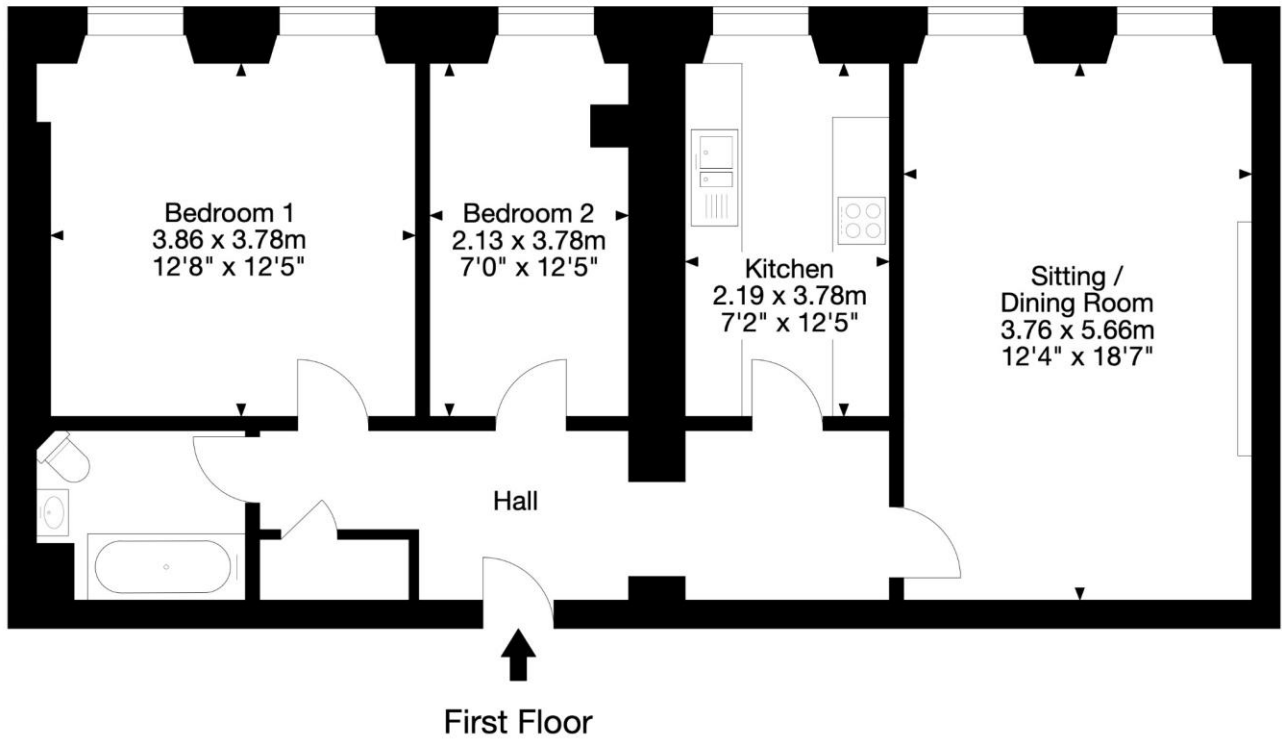 Bedroom 1
3.86 x 3.78m
12'8" x 12'5"
Bedroom 2
2.13 x 3.78m
7'0" x 12'5"
Kitchen
2.19 x 3.78m
7'2" x 12'5"
Sitting /
Dining Room
3.76 x 5.66m
12'4" x 18'7"
Hall
First Floor